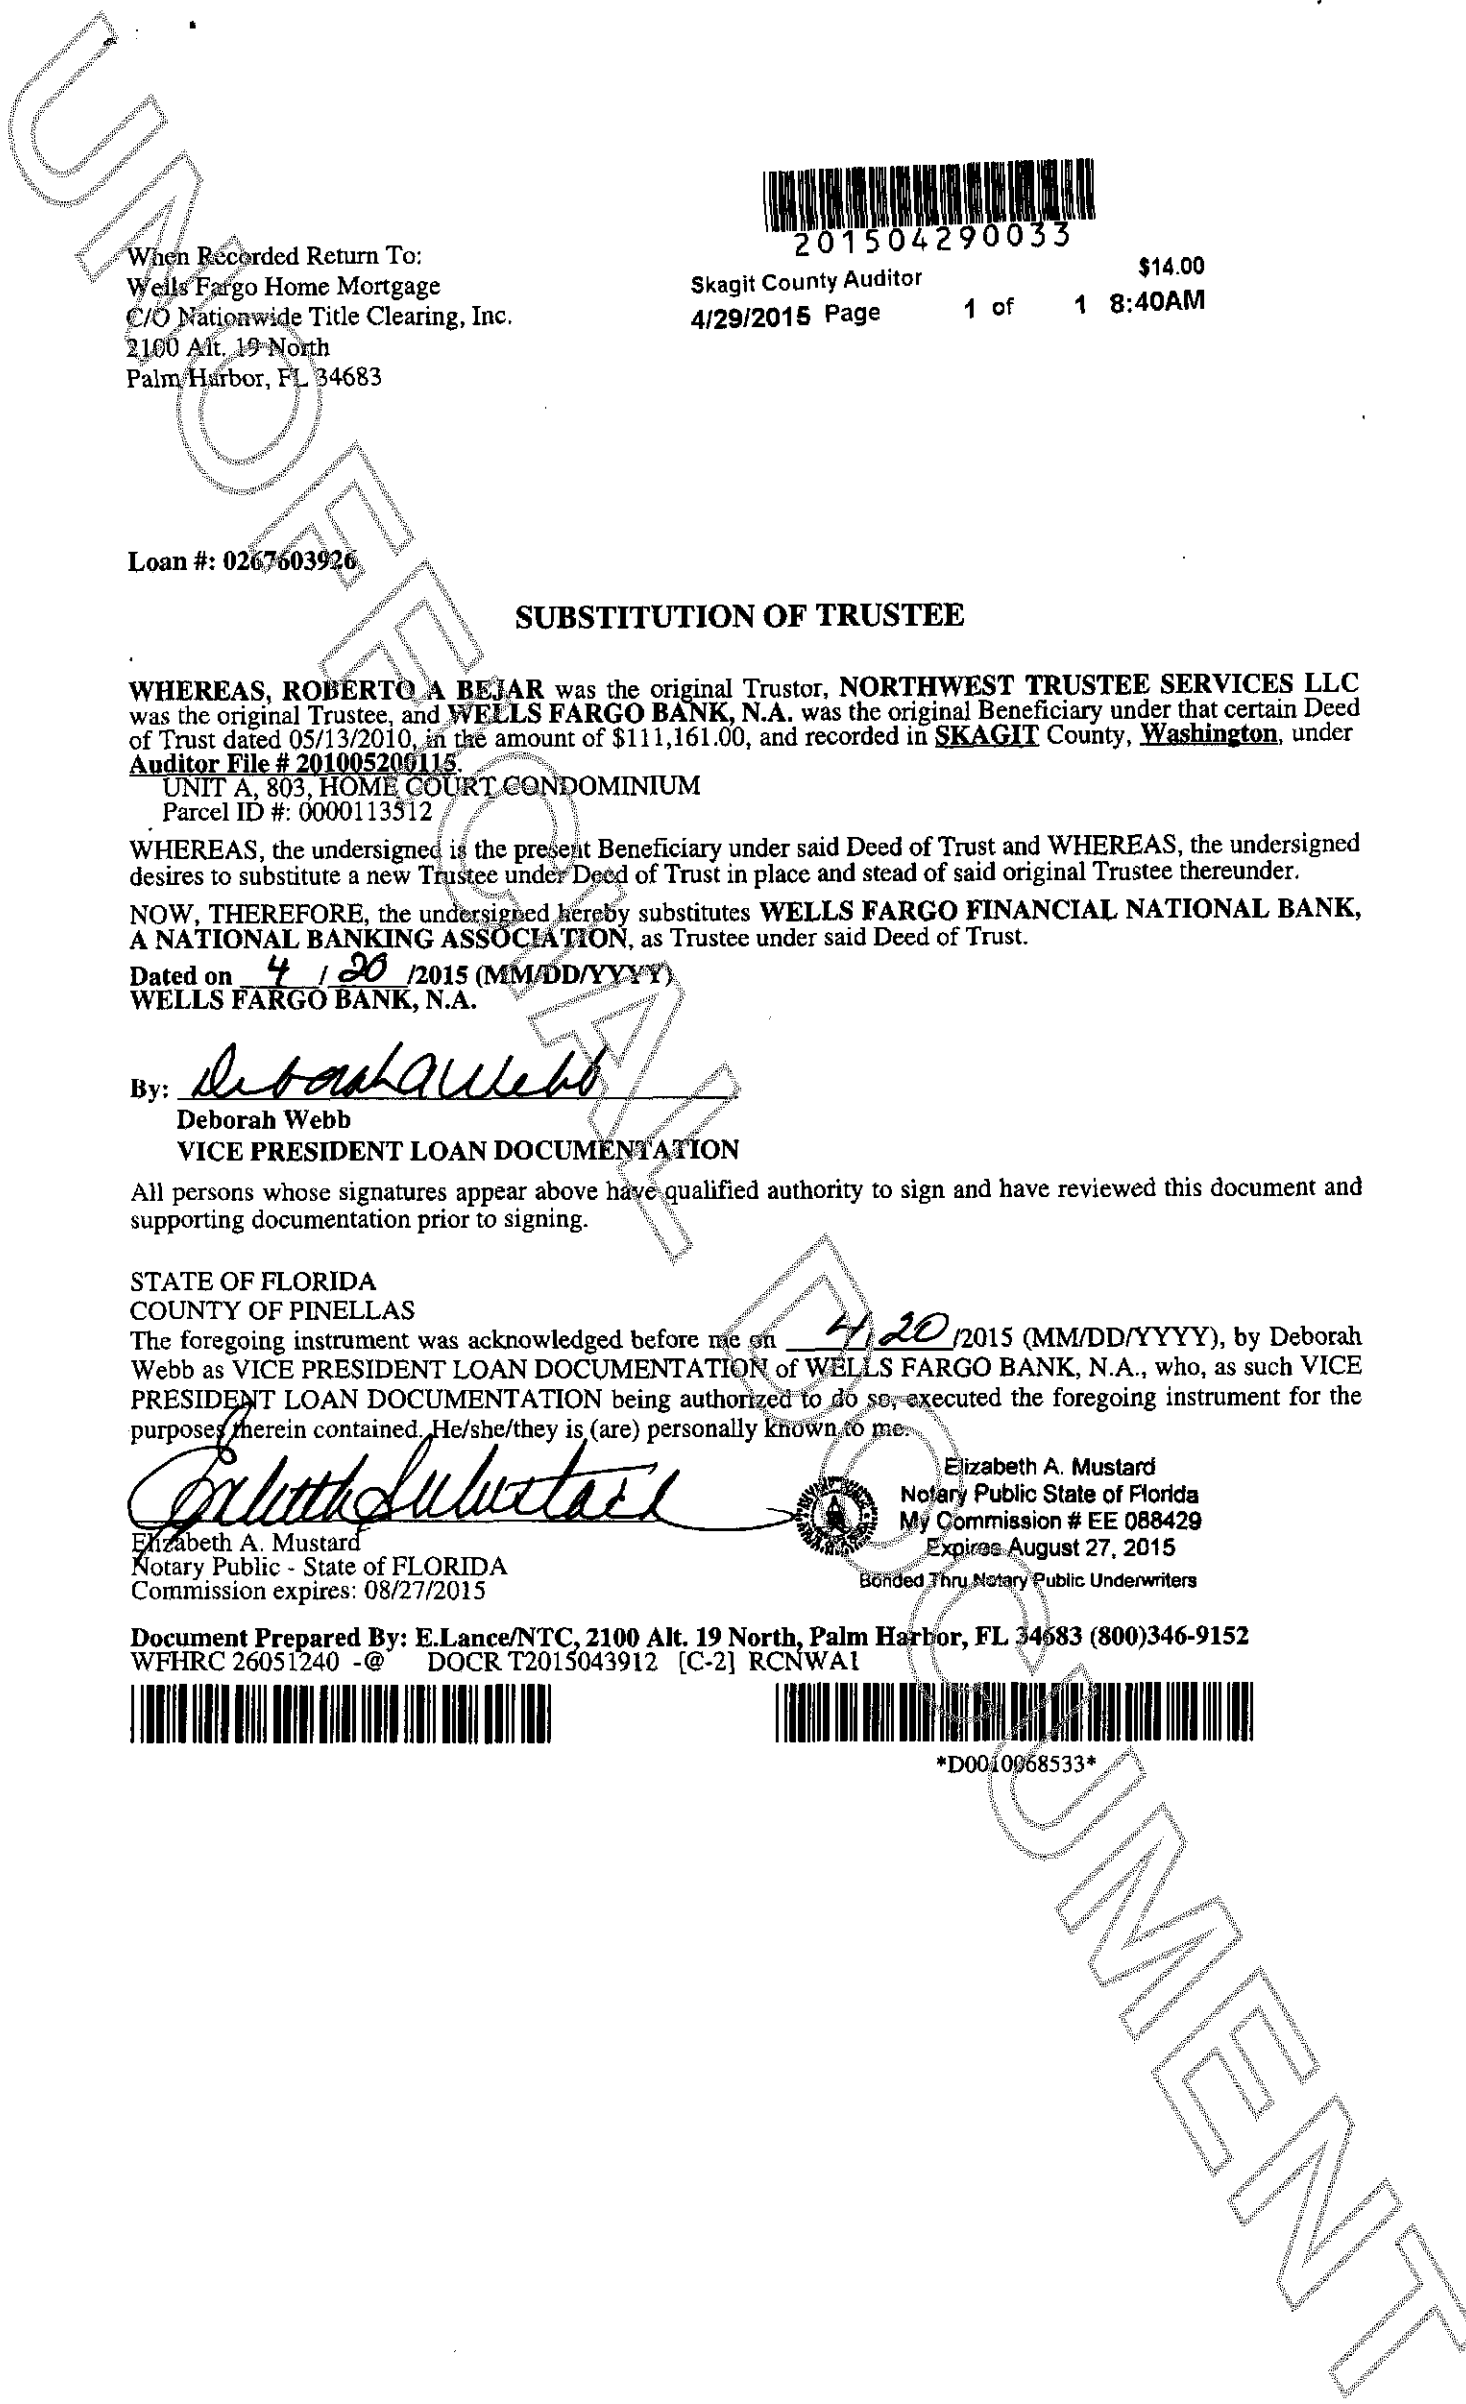 201504290033
Skagit County Auditor $14.00
4/29/2015 Page 1 of 1 8:40AM
When Recorded Return To:
Wells Fargo Home Mortgage
C/O Nationwide Title Clearing, Inc.
2100 Alt. 19 North
Palm Harbor, FL 34683
Loan #: 0267603926
SUBSTITUTION OF TRUSTEE
WHEREAS, ROBERTO A BEJAR was the original Trustor, NORTHWEST TRUSTEE SERVICES LLC
was the original Trustee, and WELLS FARGO BANK, N.A. was the original Beneficiary under that certain Deed
of Trust dated 05/13/2010, in the amount of $111,161.00, and recorded in SKAGIT County, Washington, under
Auditor File # 201005200115.
UNIT A, 803, HOME COURT CONDOMINIUM
Parcel ID #: 0000113512
WHEREAS, the undersigned is the present Beneficiary under said Deed of Trust and WHEREAS, the undersigned
desires to substitute a new Trustee under Deed of Trust in place and stead of said original Trustee thereunder.
NOW, THEREFORE, the undersigned hereby substitutes WELLS FARGO FINANCIAL NATIONAL BANK,
A NATIONAL BANKING ASSOCIATION, as Trustee under said Deed of Trust.
Dated on 4 / 20 /2015 (MM/DD/YYYY)
WELLS FARGO BANK, N.A.
By: Deborah A Webb
Deborah Webb
VICE PRESIDENT LOAN DOCUMENTATION
All persons whose signatures appear above have qualified authority to sign and have reviewed this document and
supporting documentation prior to signing.
STATE OF FLORIDA
COUNTY OF PINELLAS
The foregoing instrument was acknowledged before me on 4/20/2015 (MM/DD/YYYY), by Deborah
Webb as VICE PRESIDENT LOAN DOCUMENTATION of WELLS FARGO BANK, N.A., who, as such VICE
PRESIDENT LOAN DOCUMENTATION being authorized to do so, executed the foregoing instrument for the
purposes therein contained. He/she/they is (are) personally known to me.
Elizabeth A. Mustard
Notary Public - State of FLORIDA
Commission expires: 08/27/2015
Elizabeth A. Mustard
Notary Public State of Florida
My Commission # EE 088429
Expires August 27, 2015
Bonded Thru Notary Public Underwriters
Document Prepared By: E.Lance/NTC, 2100 Alt. 19 North, Palm Harbor, FL 34683 (800)346-9152
WFHRC 26051240 -@ DOCR T2015043912 [C-2] RCNWA1
*D0010068533*
UNOFFICIAL DOCUMENT